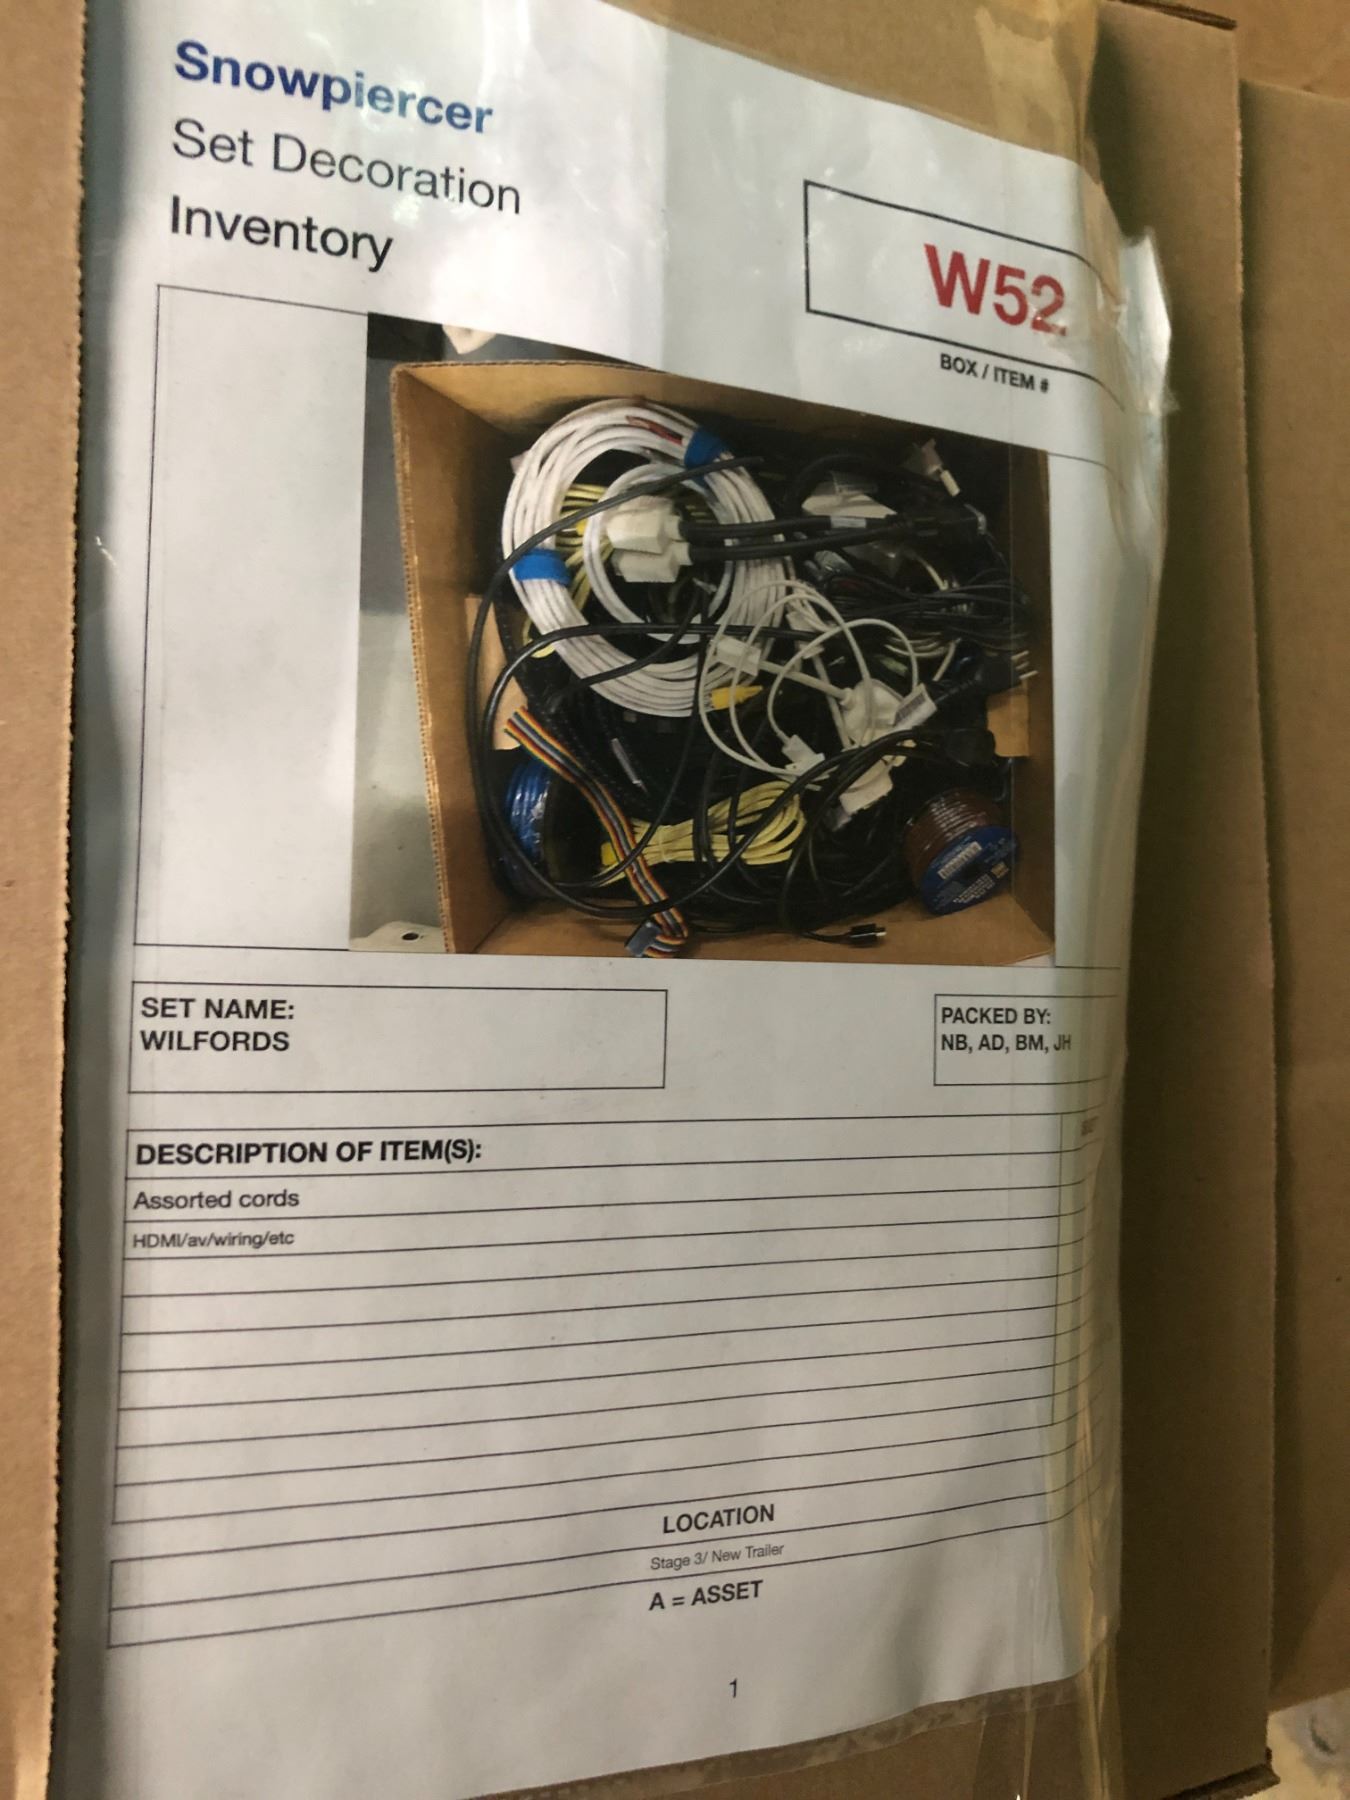 Snowpiercer
Set Decoration
Inventory
W52
BOX / ITEM #
SET NAME:
WILFORDS
PACKED BY:
NB, AD, BM, JH
DESCRIPTION OF ITEM(S):
Assorted cords
HDMI/av/wiring/etc
LOCATION
Stage 3/ New Trailer
A = ASSET
1